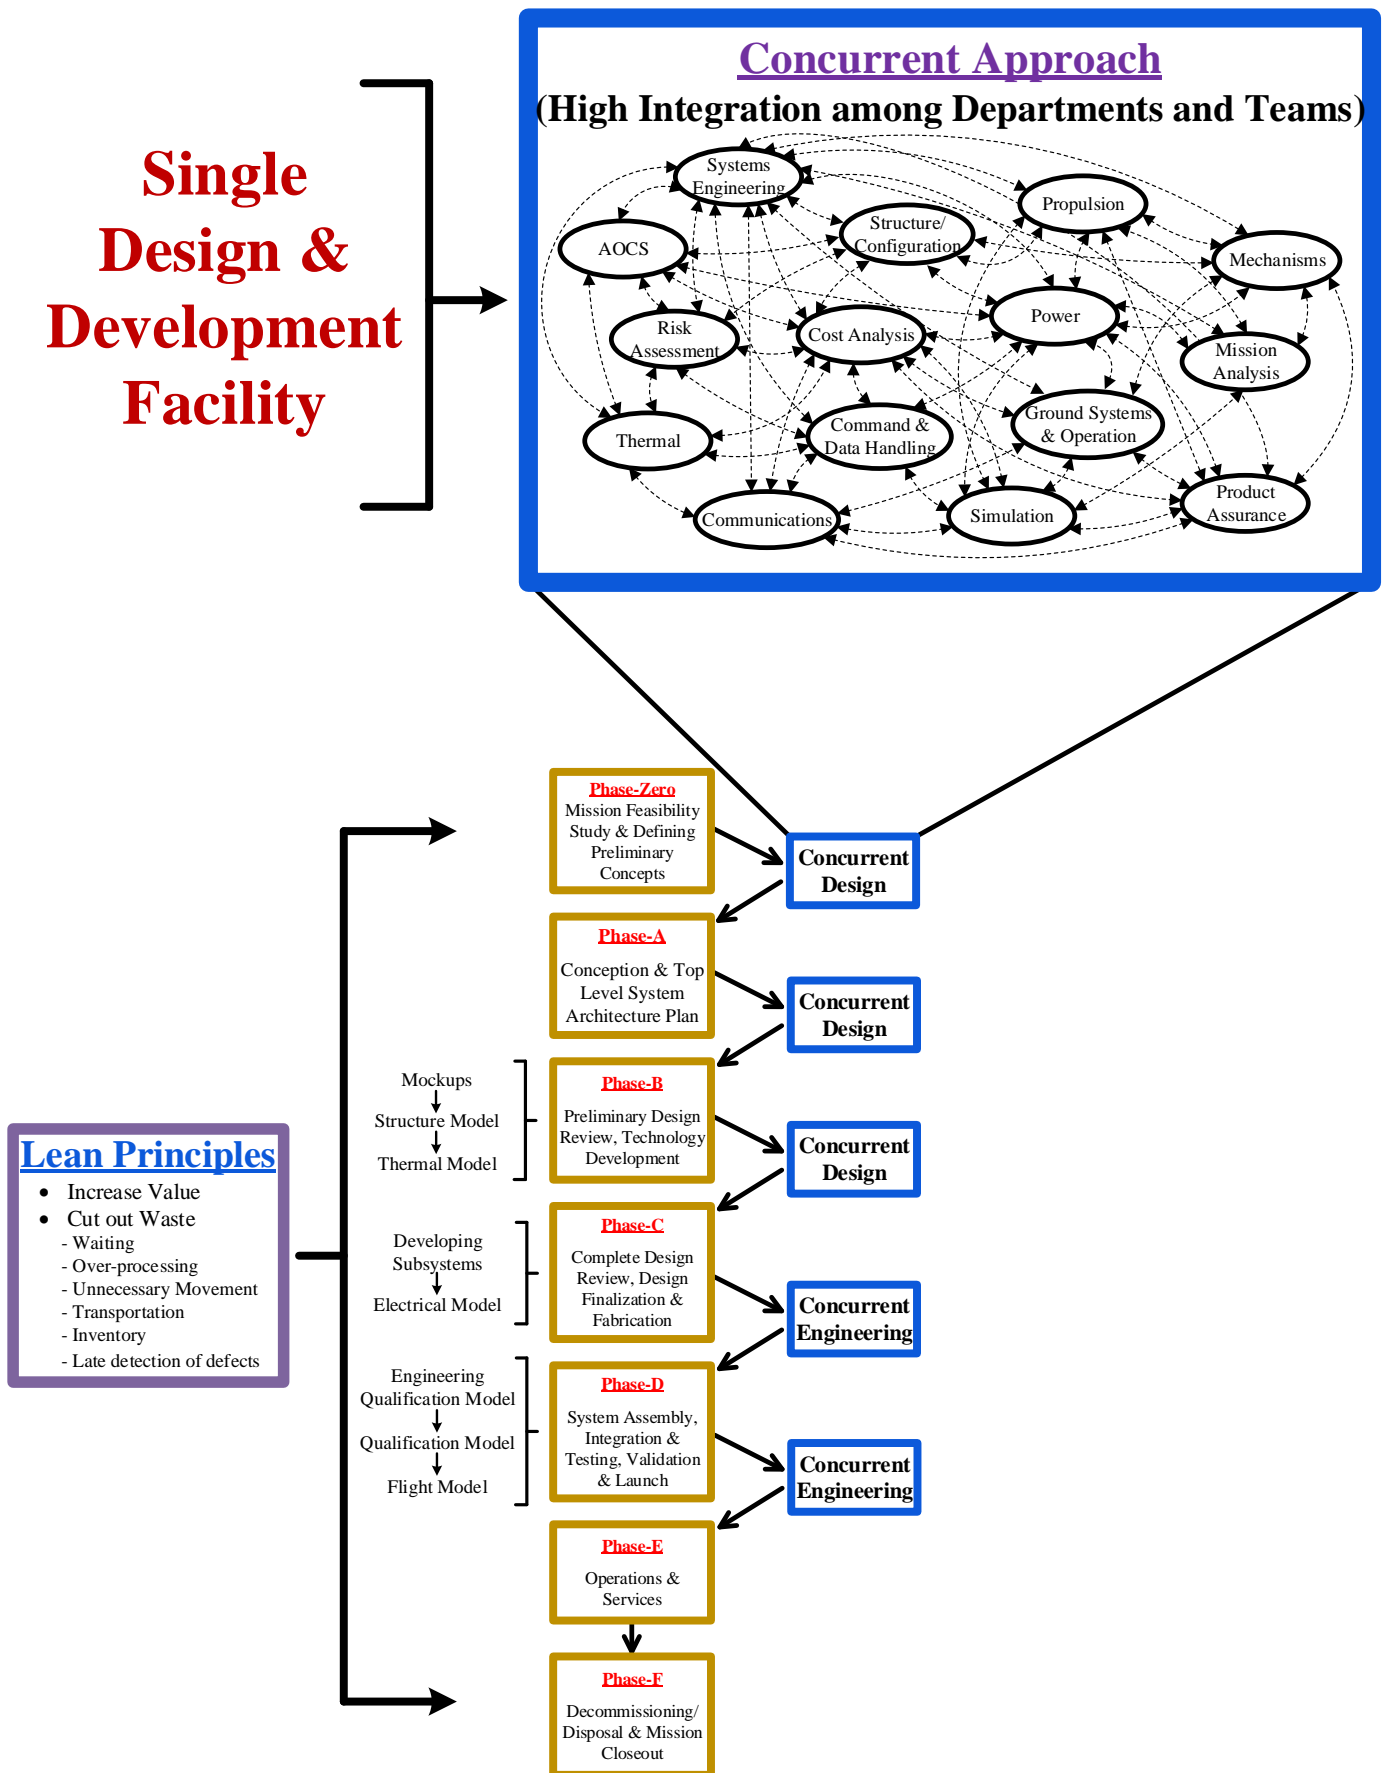 Single
Design &
Development
Facility
Concurrent Approach
(High Integration among Departments and Teams)
Systems
Engineering
Propulsion
Structure/
Configuration
AOCS
Mechanisms
Risk
Assessment
Cost Analysis
Power
Mission
Analysis
Thermal
Command &
Data Handling
Ground Systems
& Operation
Communications
Simulation
Product
Assurance
Phase-Zero
Mission Feasibility
Study & Defining
Preliminary
Concepts
Concurrent
Design
Phase-A
Conception & Top
Level System
Architecture Plan
Concurrent
Design
Mockups
Structure Model
Thermal Model
Phase-B
Preliminary Design
Review, Technology
Development
Concurrent
Design
Lean Principles
• Increase Value
• Cut out Waste
- Waiting
- Over-processing
- Unnecessary Movement
- Transportation
- Inventory
- Late detection of defects
Developing
Subsystems
Electrical Model
Phase-C
Complete Design
Review, Design
Finalization &
Fabrication
Concurrent
Engineering
Engineering
Qualification Model
Qualification Model
Flight Model
Phase-D
System Assembly,
Integration &
Testing, Validation
& Launch
Concurrent
Engineering
Phase-E
Operations &
Services
Phase-F
Decommissioning/
Disposal & Mission
Closeout